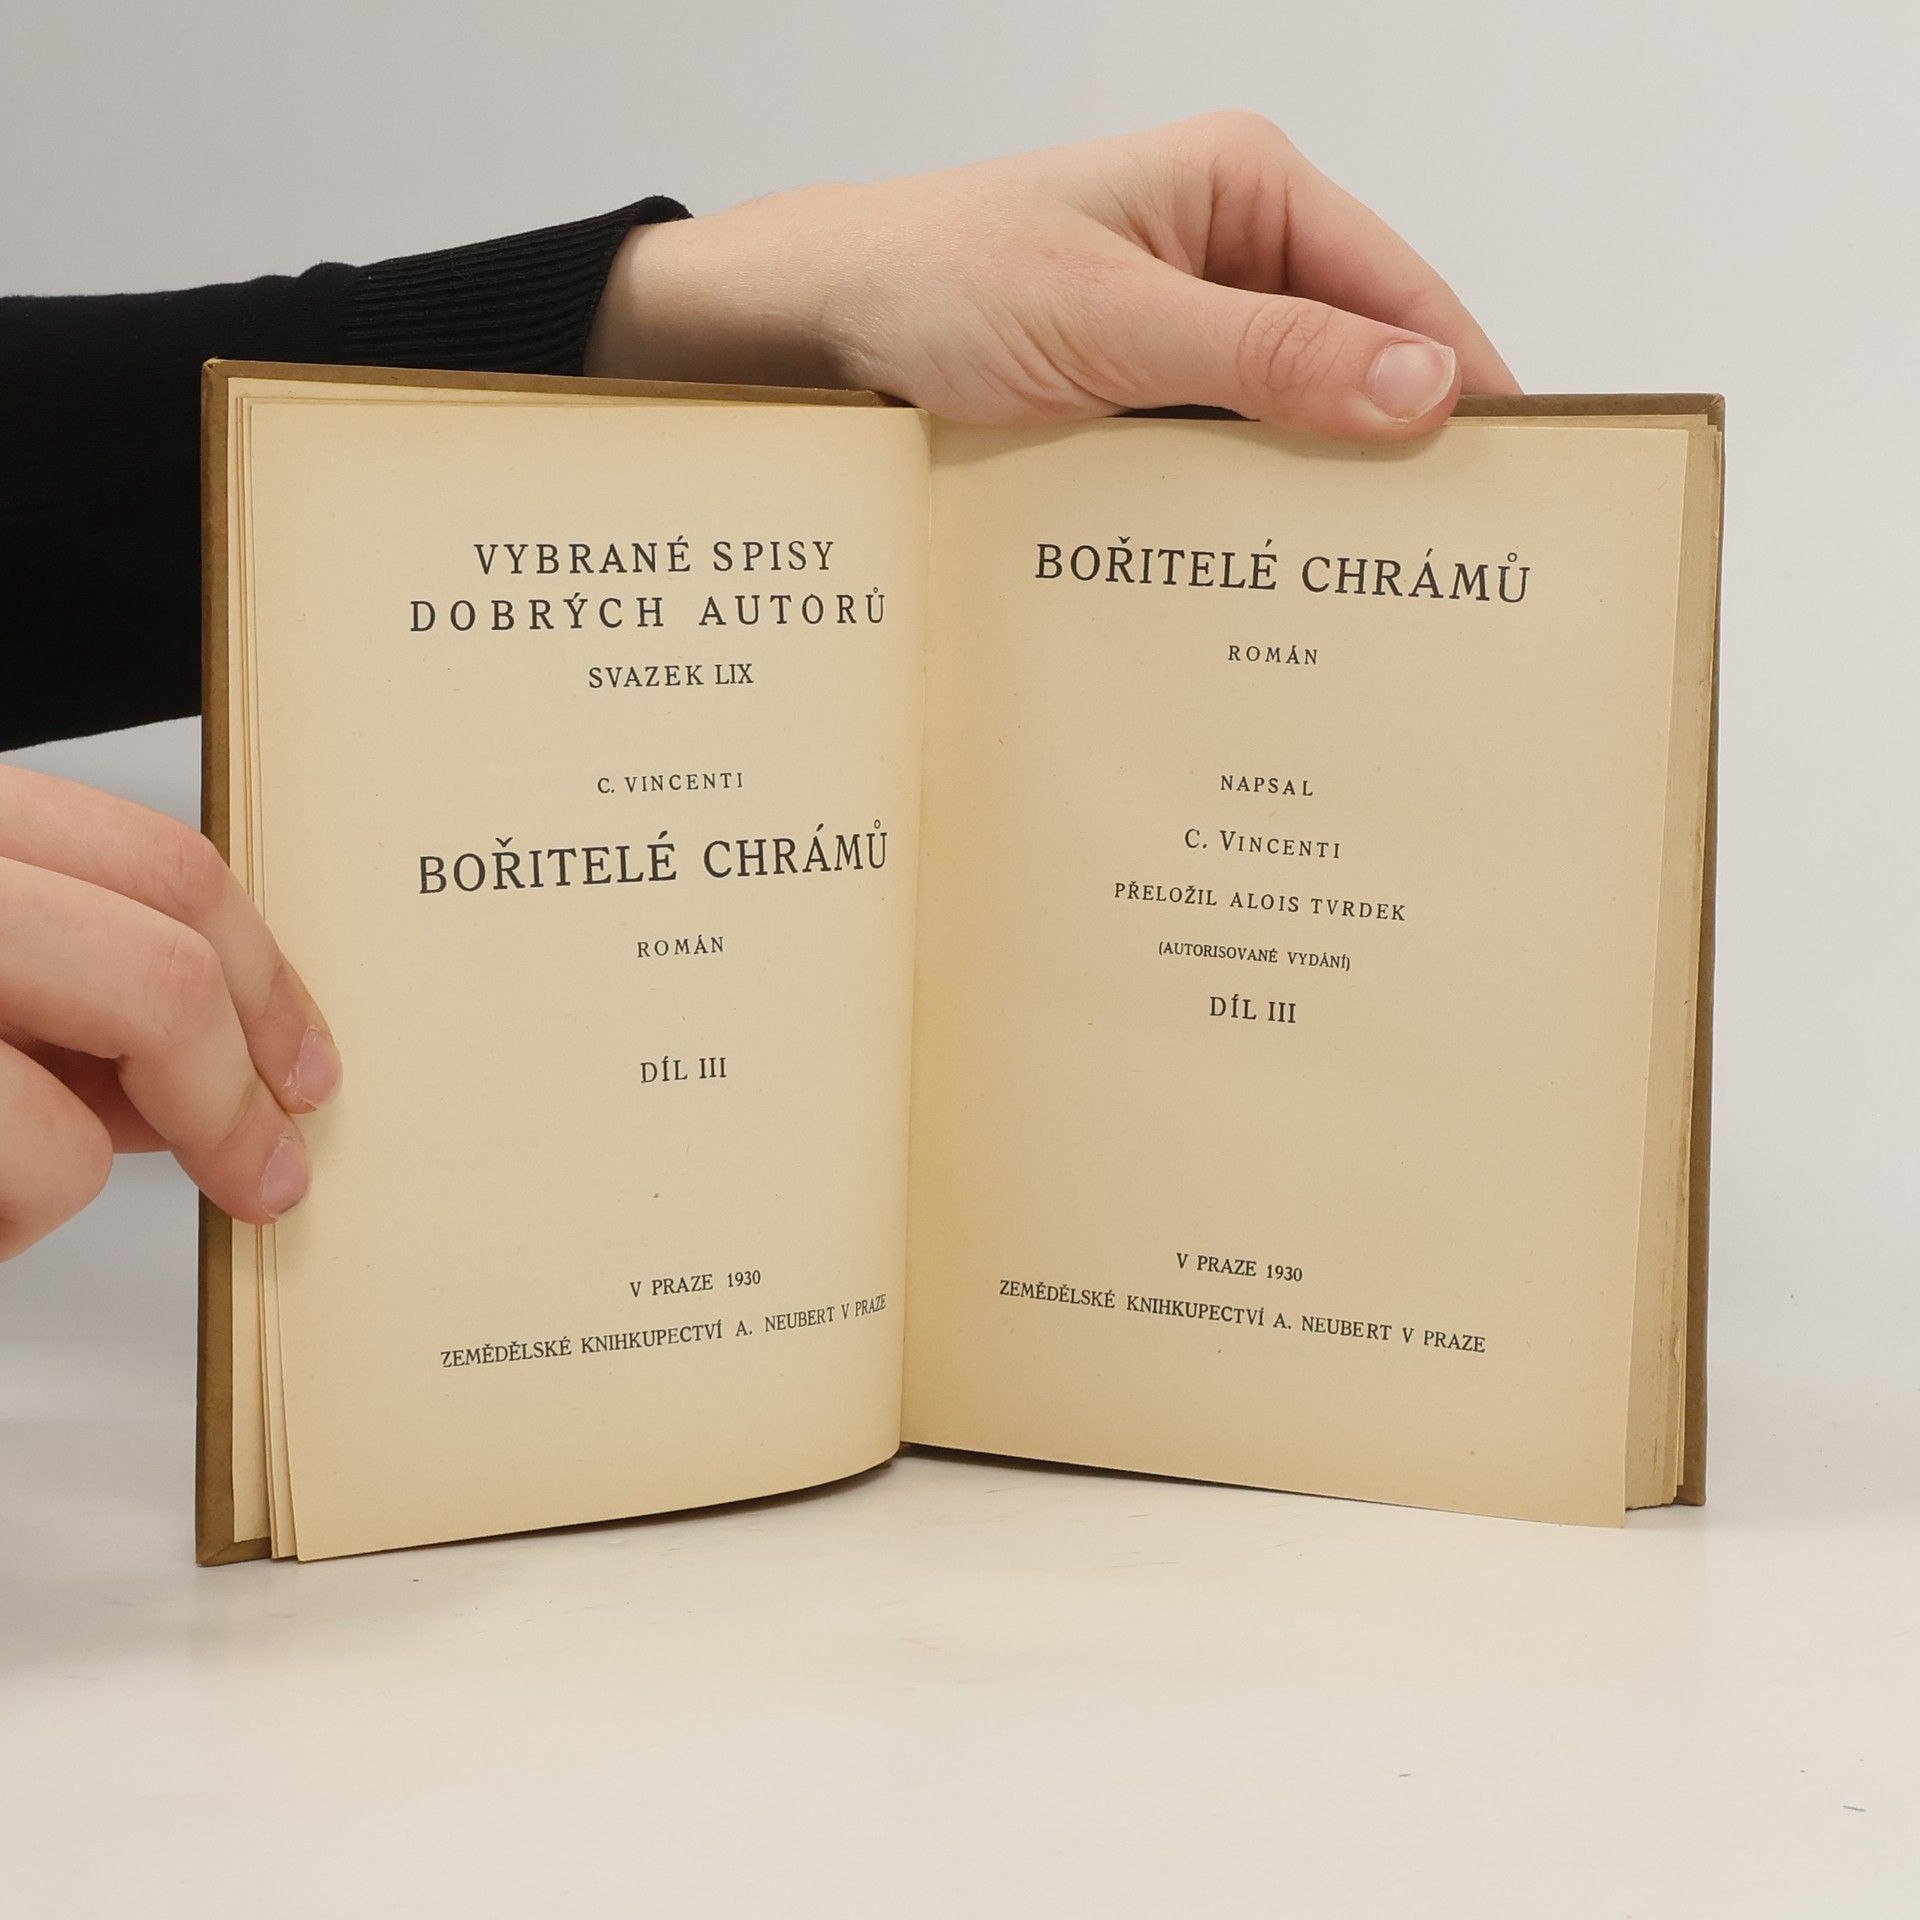 VYBRANÉ SPISY
DOBRÝCH AUTORŮ
SVAZEK LIX
C. VINCENTI
BOŘITELÉ CHRÁMŮ
ROMÁN
DÍL III
V PRAZE 1930
ZEMĚDĚLSKÉ KNIHKUPECTVÍ A. NEUBERT V PRAZE
BOŘITELÉ CHRÁMŮ
ROMÁN
NAPSAL
C. VINCENTI
PŘELOŽIL ALOIS TVRDEK
(AUTORISOVANÉ VYDÁNÍ)
DÍL III
V PRAZE 1930
ZEMĚDĚLSKÉ KNIHKUPECTVÍ A. NEUBERT V PRAZE